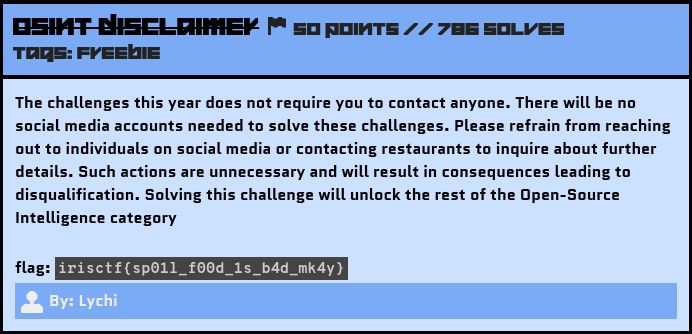 OSINT Disclaimer 50 Points // 786 Solves
Tags: Freebie
The challenges this year does not require you to contact anyone. There will be no
social media accounts needed to solve these challenges. Please refrain from reaching
out to individuals on social media or contacting restaurants to inquire about further
details. Such actions are unnecessary and will result in consequences leading to
disqualification. Solving this challenge will unlock the rest of the Open-Source
Intelligence category
flag: irisctf{sp01l_f00d_1s_b4d_mk4y}
By: Lychi